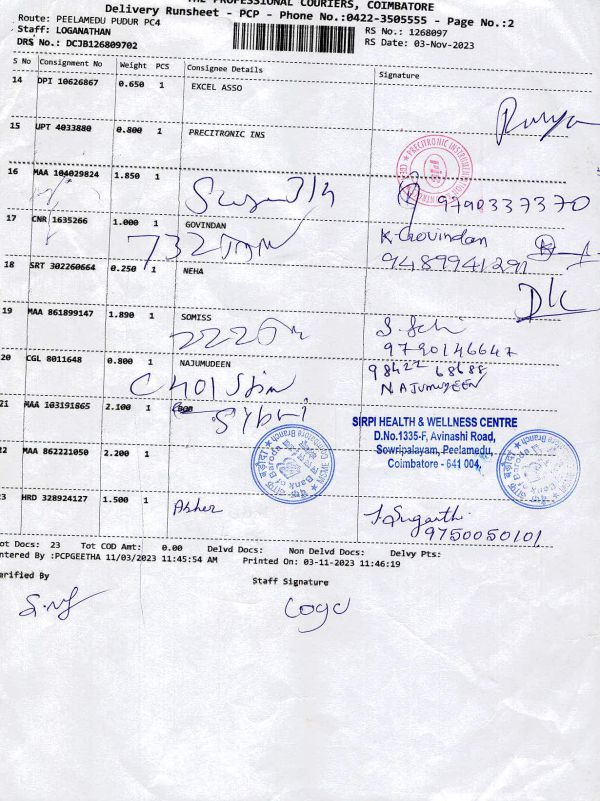 THE PROFESSIONAL COURIERS, COIMBATORE
Delivery Runsheet - PCP - Phone No.:0422-3505555 - Page No.:2
Route: PEELAMEDU PUDUR PC4
Staff: LOGANATHAN RS No.: 1268097
DRS No.: DCJB126809702 RS Date: 03-Nov-2023
S No Consignment No Weight PCS Consignee Details Signature
14 DPI 10626867 0.650 1 EXCEL ASSO
15 UPT 4033880 0.800 1 PRECITRONIC INS
16 MAA 104029824 1.850 1
9790337370
17 CNR 1635266 1.000 1 GOVINDAN K. Govindan
9489941291
18 SRT 302260664 0.250 1 NEHA
19 MAA 861899147 1.890 1 SOMISS
9790146647
20 CGL 8011648 0.800 1 NAJUMUDEEN 98422 68688
NAJUMUDEEN
21 MAA 103191865 2.100 1
SIRPI HEALTH & WELLNESS CENTRE
D.No.1335-F, Avinashi Road,
Sowripalayam, Peelamedu,
Coimbatore - 641 004.
22 MAA 862221050 2.200 1
23 HRD 328924127 1.500 1 Asher
9750050101
Tot Docs: 23 Tot COD Amt: 0.00 Delvd Docs: Non Delvd Docs: Delvy Pts:
Entered By :PCPGEETHA 11/03/2023 11:45:54 AM Printed On: 03-11-2023 11:46:19
Verified By Staff Signature